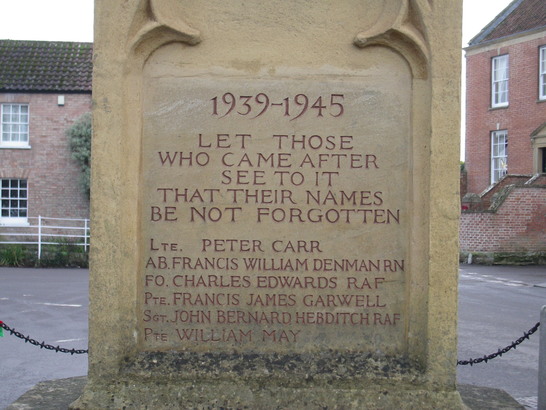 1939-1945
LET THOSE
WHO CAME AFTER
SEE TO IT
THAT THEIR NAMES
BE NOT FORGOTTEN
LTE. PETER CARR
AB. FRANCIS WILLIAM DENMAN RN
FO. CHARLES EDWARDS RAF
PTE. FRANCIS JAMES GARWELL
SGT. JOHN BERNARD HEBDITCH RAF
PTE WILLIAM MAY